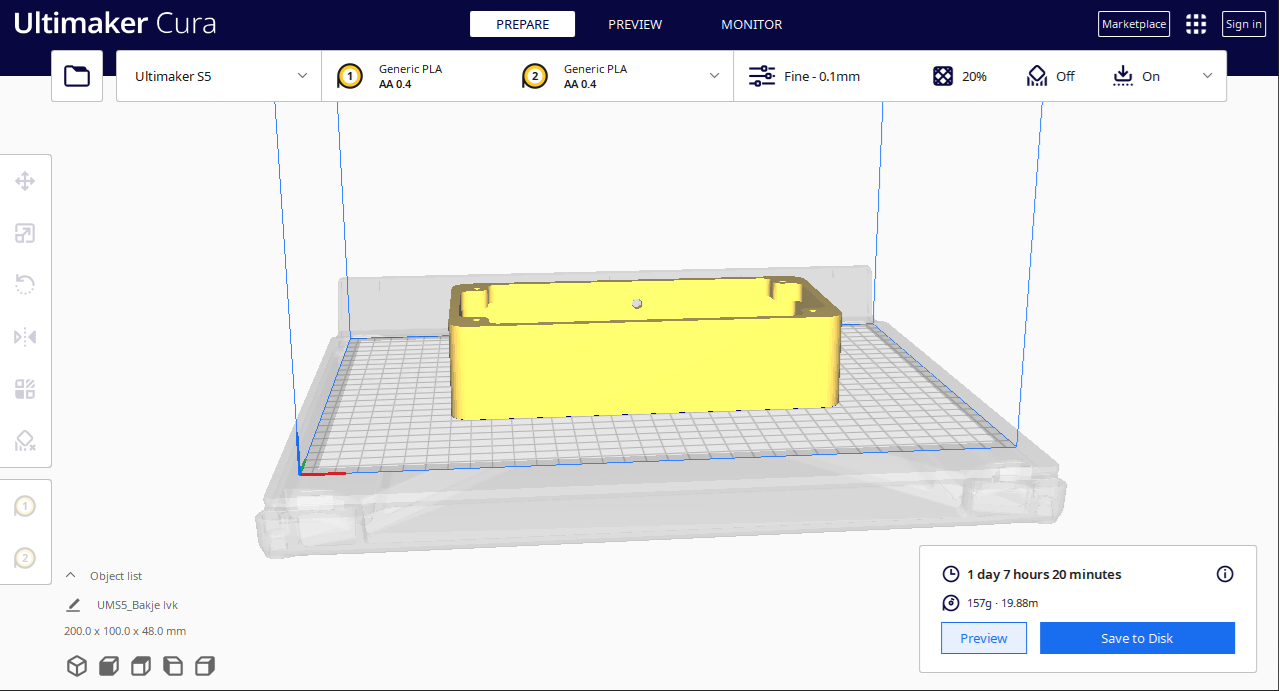 Ultimaker Cura
PREPARE
PREVIEW
MONITOR
Marketplace
Sign in
Ultimaker S5
1
Generic PLA
AA 0.4
2
Generic PLA
AA 0.4
Fine - 0.1mm
20%
Off
On
1
2
Object list
UMS5_Bakje lvk
200.0 x 100.0 x 48.0 mm
1 day 7 hours 20 minutes
157g · 19.88m
Preview
Save to Disk